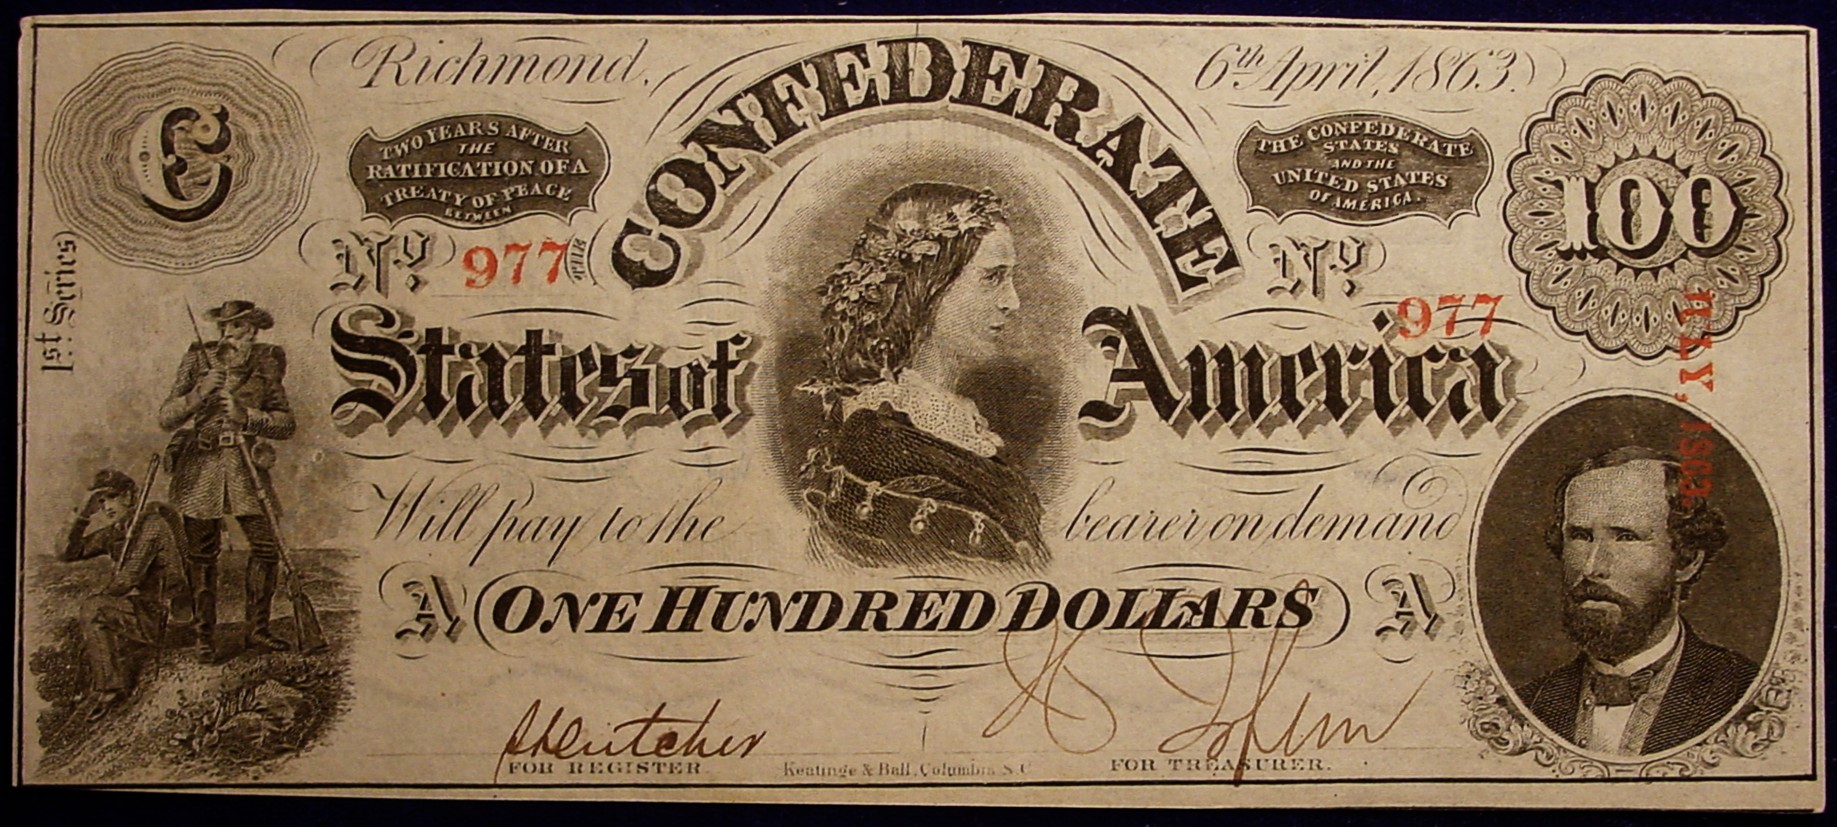 Richmond,
6th April, 1863.
C
TWO YEARS AFTER
THE
RATIFICATION OF A
TREATY OF PEACE
BETWEEN
THE CONFEDERATE
STATES
AND THE
UNITED STATES
OF AMERICA.
100
No. 977
THE
CONFEDERATE
No. 977
1st Series
States of America
JLY, 1863
Will pay to the bearer on demand
A ONE HUNDRED DOLLARS A
FOR REGISTER
Keatinge & Ball, Columbia S.C.
FOR TREASURER.